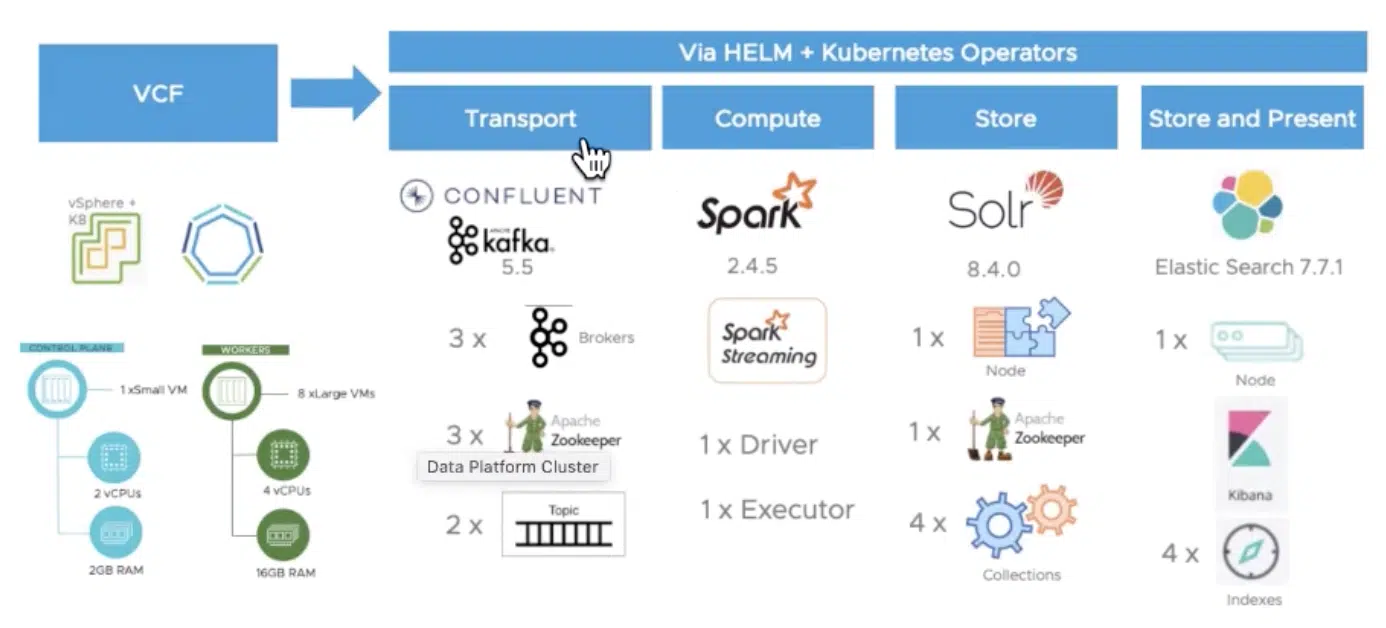 Via HELM + Kubernetes Operators
VCF
Transport
Compute
Store
Store and Present
vSphere +
K8
CONTROL PLANE
1 xSmall VM
2 vCPUs
2GB RAM
WORKERS
8 xLarge VMs
4 vCPUs
16GB RAM
CONFLUENT
APACHE
kafka
5.5
3 x
Brokers
3 x
Apache
Zookeeper
Data Platform Cluster
2 x
Topic
Spark
2.4.5
Spark
Streaming
1 x Driver
1 x Executor
Solr
8.4.0
1 x
Node
1 x
Apache
Zookeeper
4 x
Collections
Elastic Search 7.7.1
1 x
Node
Kibana
4 x
Indexes